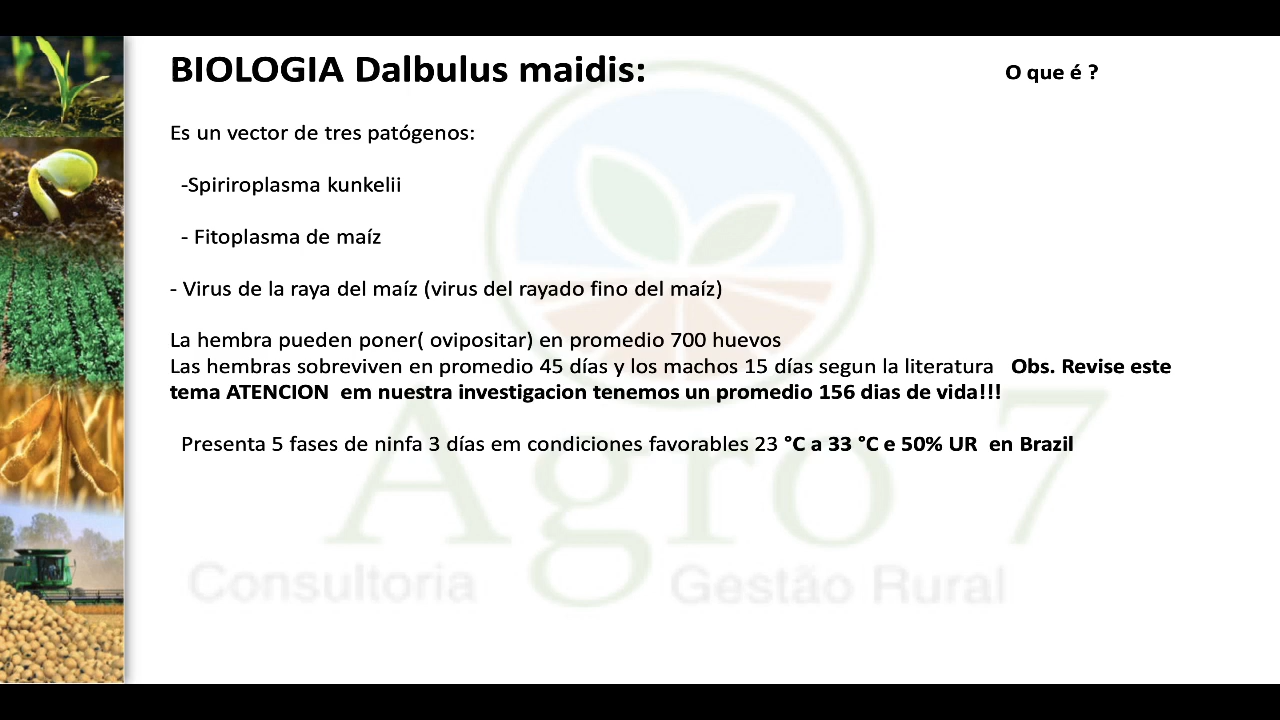 BIOLOGIA Dalbulus maidis:
O que é ?
Es un vector de tres patógenos:
-Spiriroplasma kunkelii
- Fitoplasma de maíz
- Virus de la raya del maíz (virus del rayado fino del maíz)
La hembra pueden poner( ovipositar) en promedio 700 huevos
Las hembras sobreviven en promedio 45 días y los machos 15 días segun la literatura Obs. Revise este
tema ATENCION em nuestra investigacion tenemos un promedio 156 dias de vida!!!
Presenta 5 fases de ninfa 3 días em condiciones favorables 23 °C a 33 °C e 50% UR en Brazil
Agro 7
Consultoria Gestão Rural